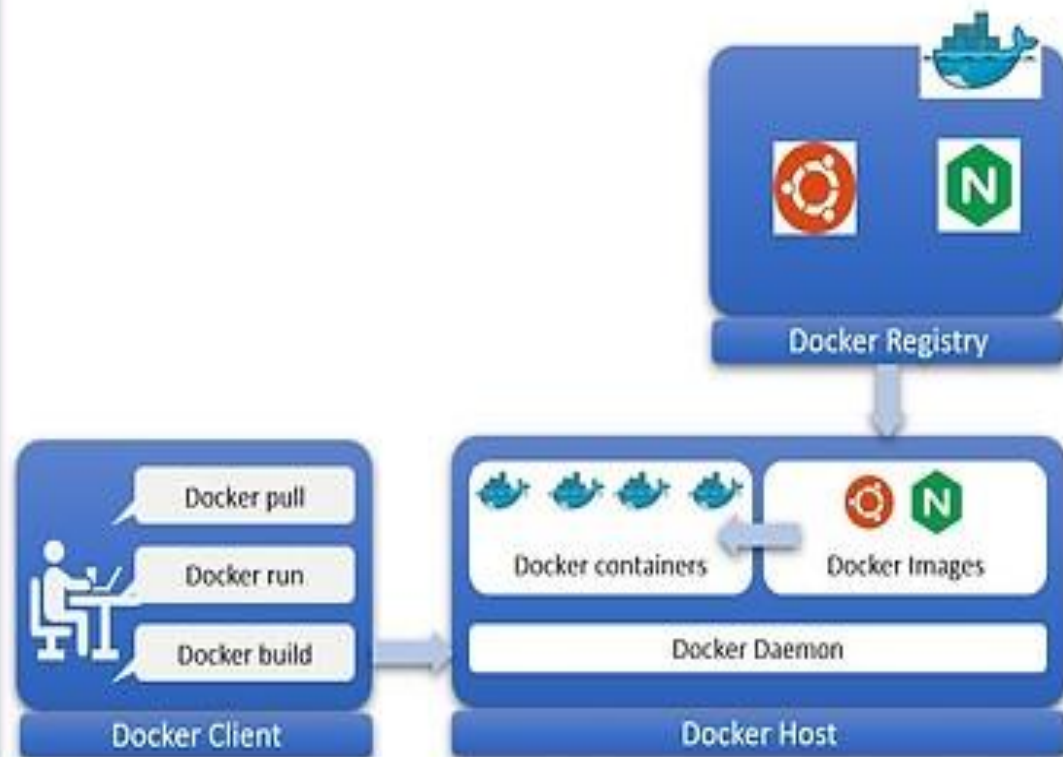 N
Docker Registry
Docker pull
Docker run
Docker build
Docker Client
N
Docker containers
Docker Images
Docker Daemon
Docker Host